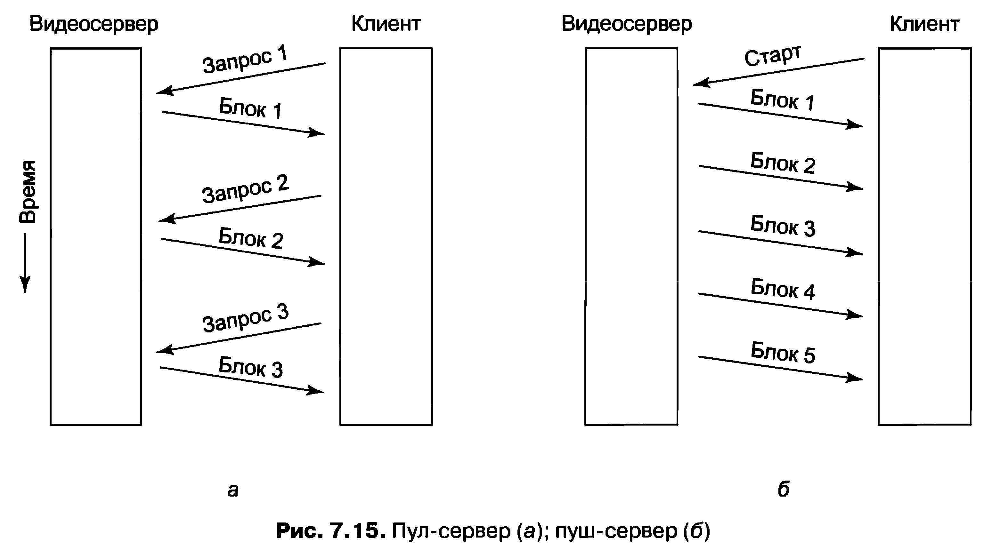 Видеосервер
Клиент
Запрос 1
Блок 1
Запрос 2
Блок 2
Запрос 3
Блок 3
Время
а
Видеосервер
Клиент
Старт
Блок 1
Блок 2
Блок 3
Блок 4
Блок 5
б
Рис. 7.15. Пул-сервер (а); пуш-сервер (б)